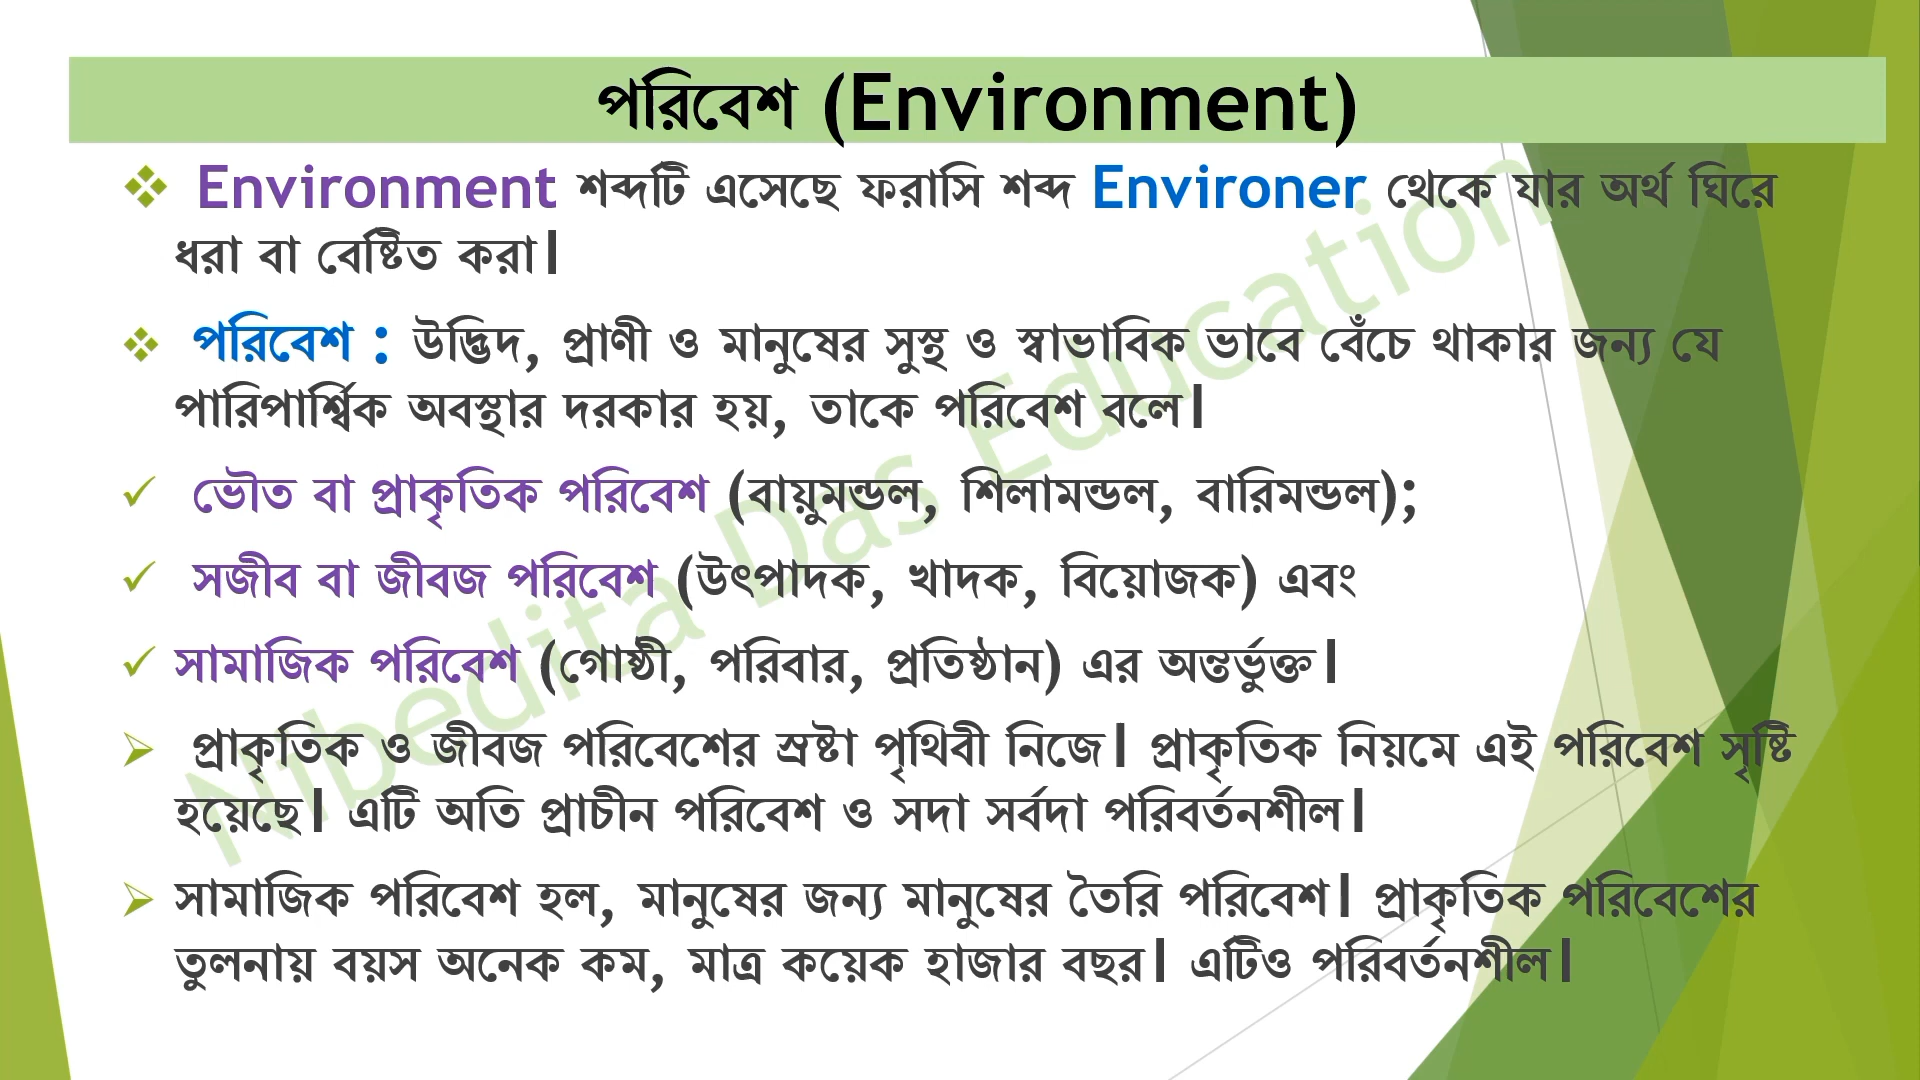 পরিবেশ (Environment)
❖ Environment শব্দটি এসেছে ফরাসি শব্দ Environer থেকে যার অর্থ ঘিরে
ধরা বা বেষ্টিত করা।
❖ পরিবেশ : উদ্ভিদ, প্রাণী ও মানুষের সুস্থ ও স্বাভাবিক ভাবে বেঁচে থাকার জন্য যে
পারিপার্শ্বিক অবস্থার দরকার হয়, তাকে পরিবেশ বলে।
✓ ভৌত বা প্রাকৃতিক পরিবেশ (বায়ুমন্ডল, শিলামন্ডল, বারিমন্ডল);
✓ সজীব বা জীবজ পরিবেশ (উৎপাদক, খাদক, বিয়োজক) এবং
✓ সামাজিক পরিবেশ (গোষ্ঠী, পরিবার, প্রতিষ্ঠান) এর অন্তর্ভুক্ত।
➢ প্রাকৃতিক ও জীবজ পরিবেশের স্রষ্টা পৃথিবী নিজে। প্রাকৃতিক নিয়মে এই পরিবেশ সৃষ্টি
হয়েছে। এটি অতি প্রাচীন পরিবেশ ও সদা সর্বদা পরিবর্তনশীল।
➢ সামাজিক পরিবেশ হল, মানুষের জন্য মানুষের তৈরি পরিবেশ। প্রাকৃতিক পরিবেশের
তুলনায় বয়স অনেক কম, মাত্র কয়েক হাজার বছর। এটিও পরিবর্তনশীল।
Nibedita Das Education